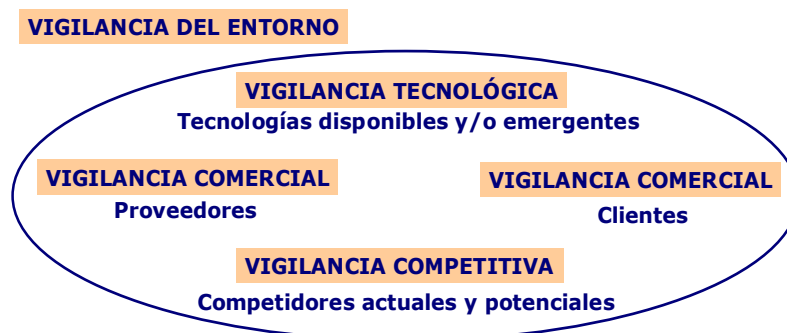 VIGILANCIA DEL ENTORNO
VIGILANCIA TECNOLÓGICA
Tecnologías disponibles y/o emergentes
VIGILANCIA COMERCIAL
Proveedores
VIGILANCIA COMERCIAL
Clientes
VIGILANCIA COMPETITIVA
Competidores actuales y potenciales